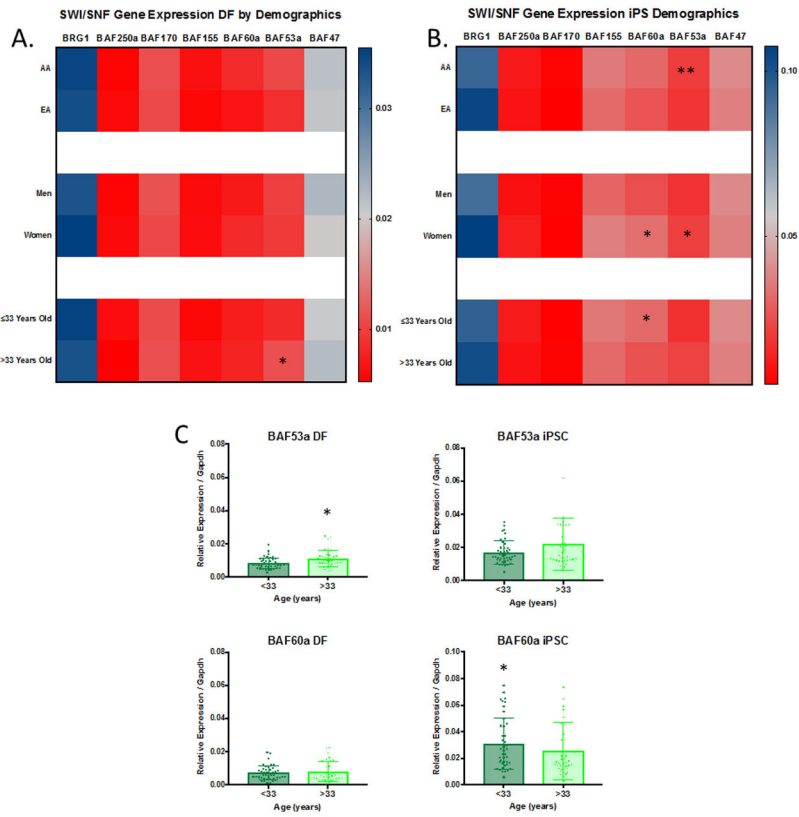 SWI/SNF Gene Expression DF by Demographics
A.
BRG1 BAF250a BAF170 BAF155 BAF60a BAF53a BAF47
AA
EA
Men
Women
≤33 Years Old
>33 Years Old
*
0.03
0.02
0.01
SWI/SNF Gene Expression iPS Demographics
B.
BRG1 BAF250a BAF170 BAF155 BAF60a BAF53a BAF47
AA
**
EA
Men
Women
* *
≤33 Years Old
*
>33 Years Old
0.10
0.05
C
BAF53a DF
Relative Expression / Gapdh
0.08
0.06
0.04
0.02
0.00
*
<33 >33
Age (years)
BAF53a iPSC
Relative Expression / Gapdh
0.08
0.06
0.04
0.02
0.00
<33 >33
Age (years)
BAF60a DF
Relative Expression / Gapdh
0.08
0.06
0.04
0.02
0.00
<33 >33
Age (years)
BAF60a iPSC
Relative Expression / Gapdh
0.10
0.08
0.06
0.04
0.02
0.00
*
<33 >33
Age (years)